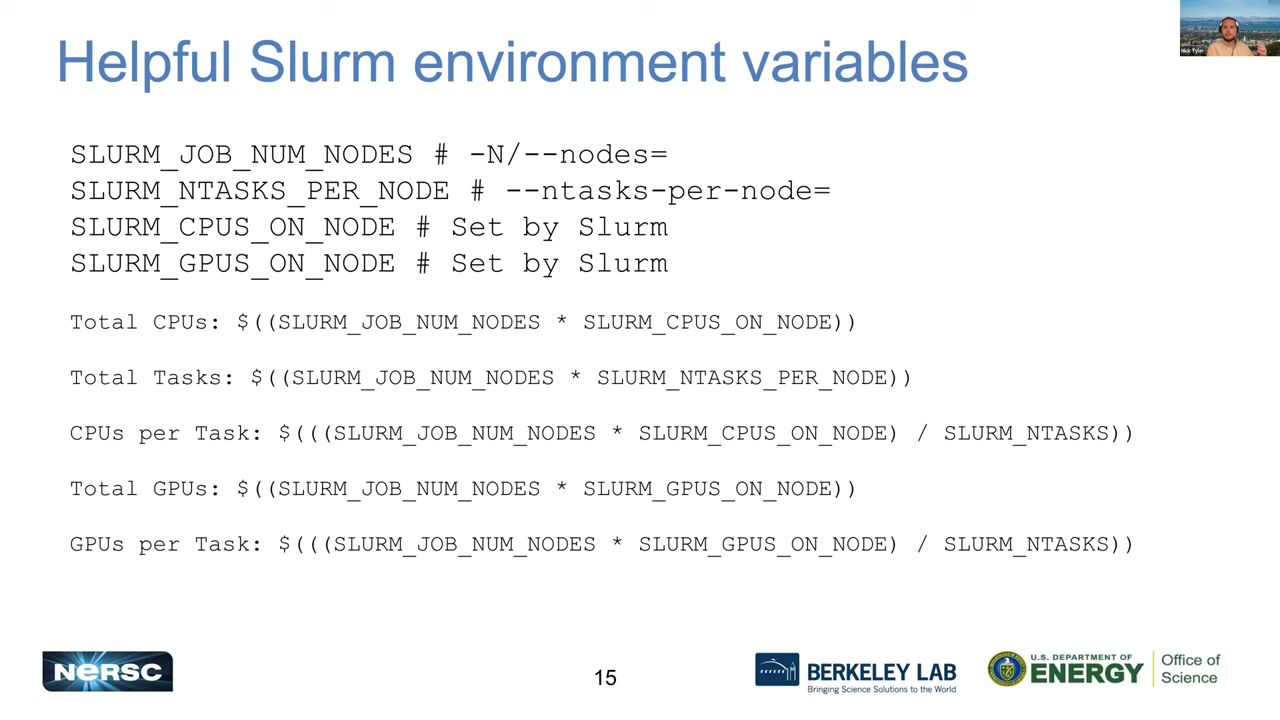 Helpful Slurm environment variables
Nick Tyler
SLURM_JOB_NUM_NODES # -N/--nodes=
SLURM_NTASKS_PER_NODE # --ntasks-per-node=
SLURM_CPUS_ON_NODE # Set by Slurm
SLURM_GPUS_ON_NODE # Set by Slurm
Total CPUs: $((SLURM_JOB_NUM_NODES * SLURM_CPUS_ON_NODE))
Total Tasks: $((SLURM_JOB_NUM_NODES * SLURM_NTASKS_PER_NODE))
CPUs per Task: $(((SLURM_JOB_NUM_NODES * SLURM_CPUS_ON_NODE) / SLURM_NTASKS))
Total GPUs: $((SLURM_JOB_NUM_NODES * SLURM_GPUS_ON_NODE))
GPUs per Task: $(((SLURM_JOB_NUM_NODES * SLURM_GPUS_ON_NODE) / SLURM_NTASKS))
NERSC
15
BERKELEY LAB
Bringing Science Solutions to the World
U.S. DEPARTMENT OF
ENERGY
Office of
Science